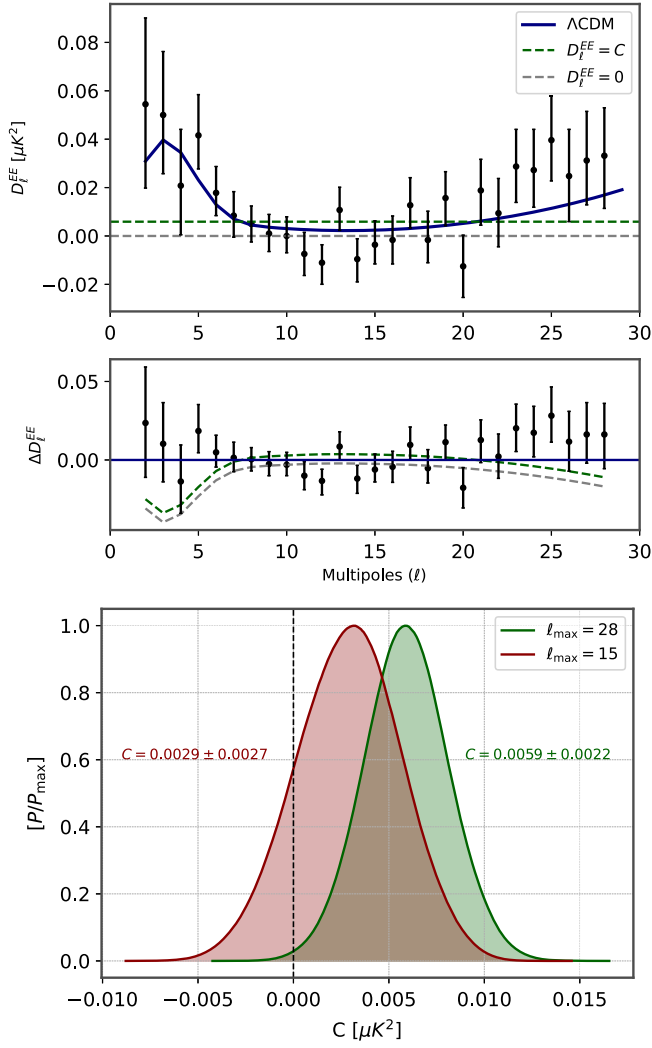 ΛCDM
D_ℓ^{EE} = C
D_ℓ^{EE} = 0
D_ℓ^{EE} [μK²]
0.08
0.06
0.04
0.02
0.00
−0.02
0 5 10 15 20 25 30
ΔD_ℓ^{EE}
0.05
0.00
0 5 10 15 20 25 30
Multipoles (ℓ)
ℓ_max = 28
ℓ_max = 15
C = 0.0029 ± 0.0027
C = 0.0059 ± 0.0022
[P/P_max]
1.0
0.8
0.6
0.4
0.2
0.0
−0.010 −0.005 0.000 0.005 0.010 0.015
C [μK²]